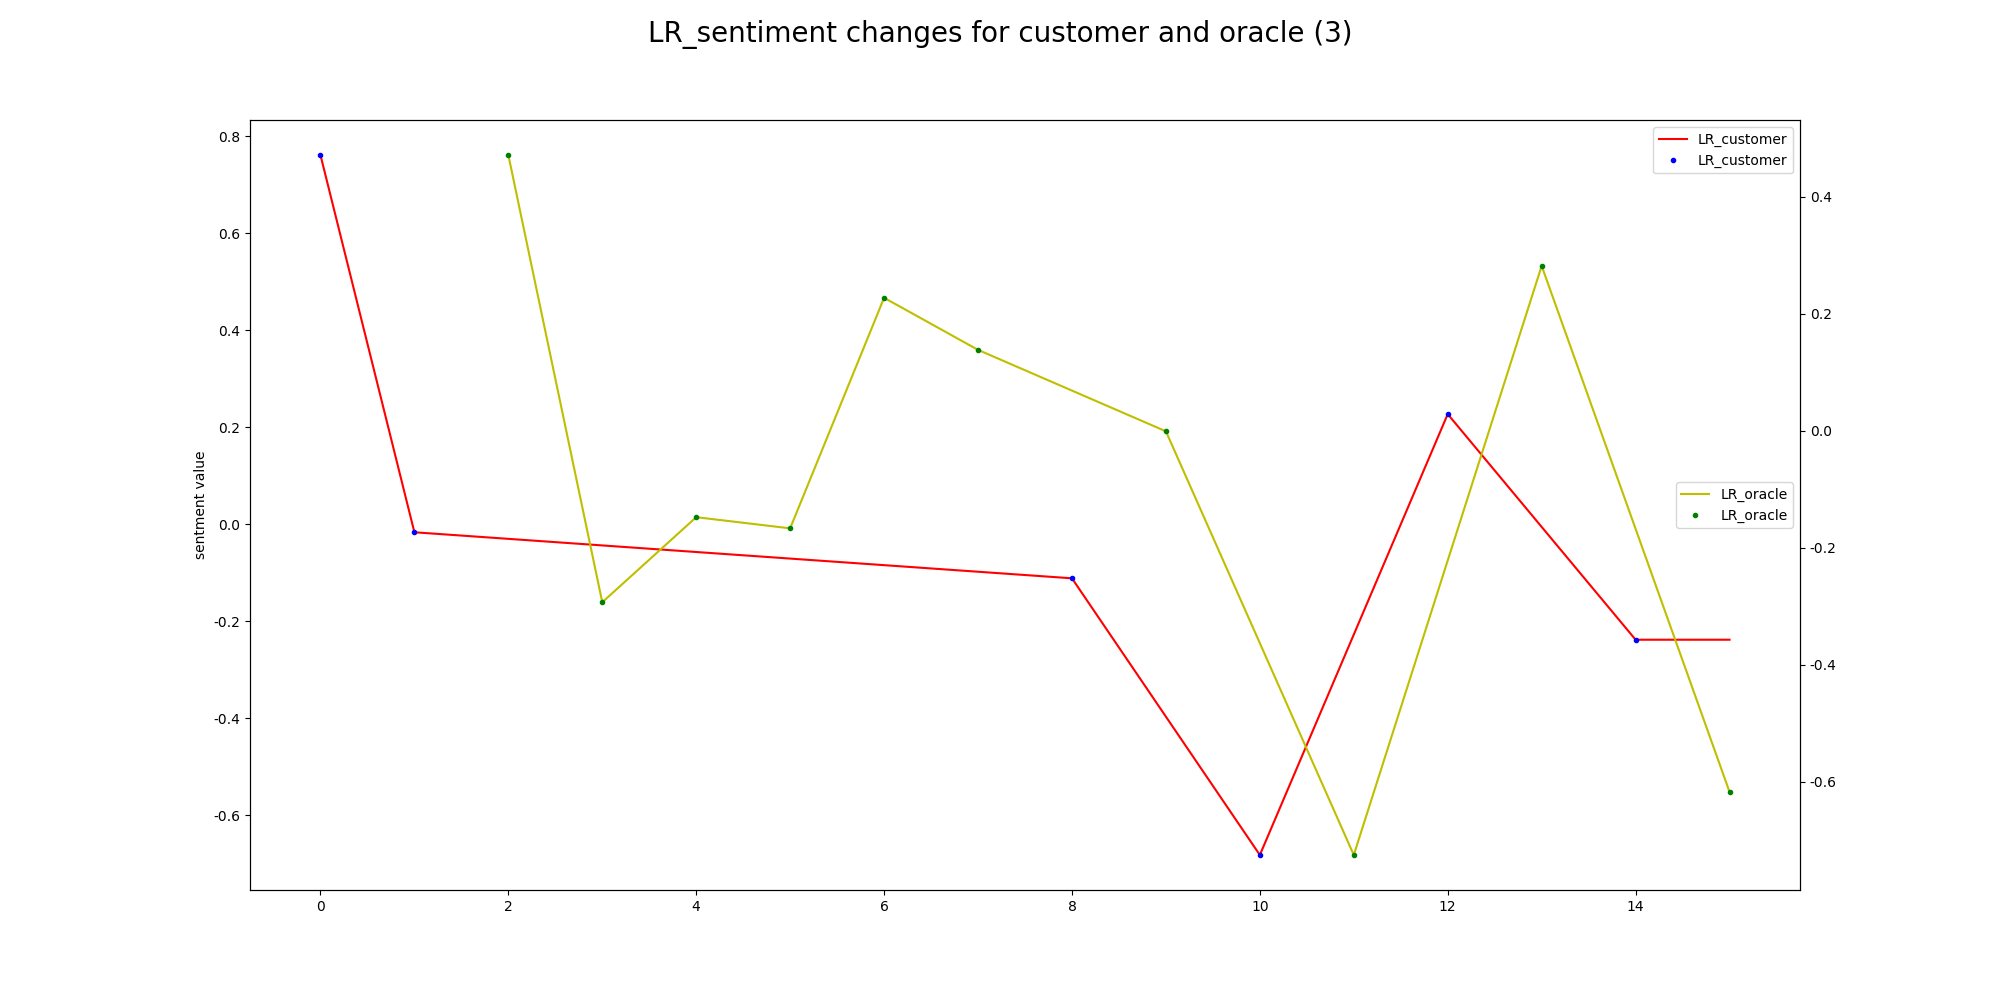 LR_sentiment changes for customer and oracle (3)
0.8
0.6
0.4
0.2
0.0
-0.2
-0.4
-0.6
sentment value
LR_customer
LR_customer
0.4
0.2
0.0
-0.2
-0.4
-0.6
LR_oracle
LR_oracle
0 2 4 6 8 10 12 14